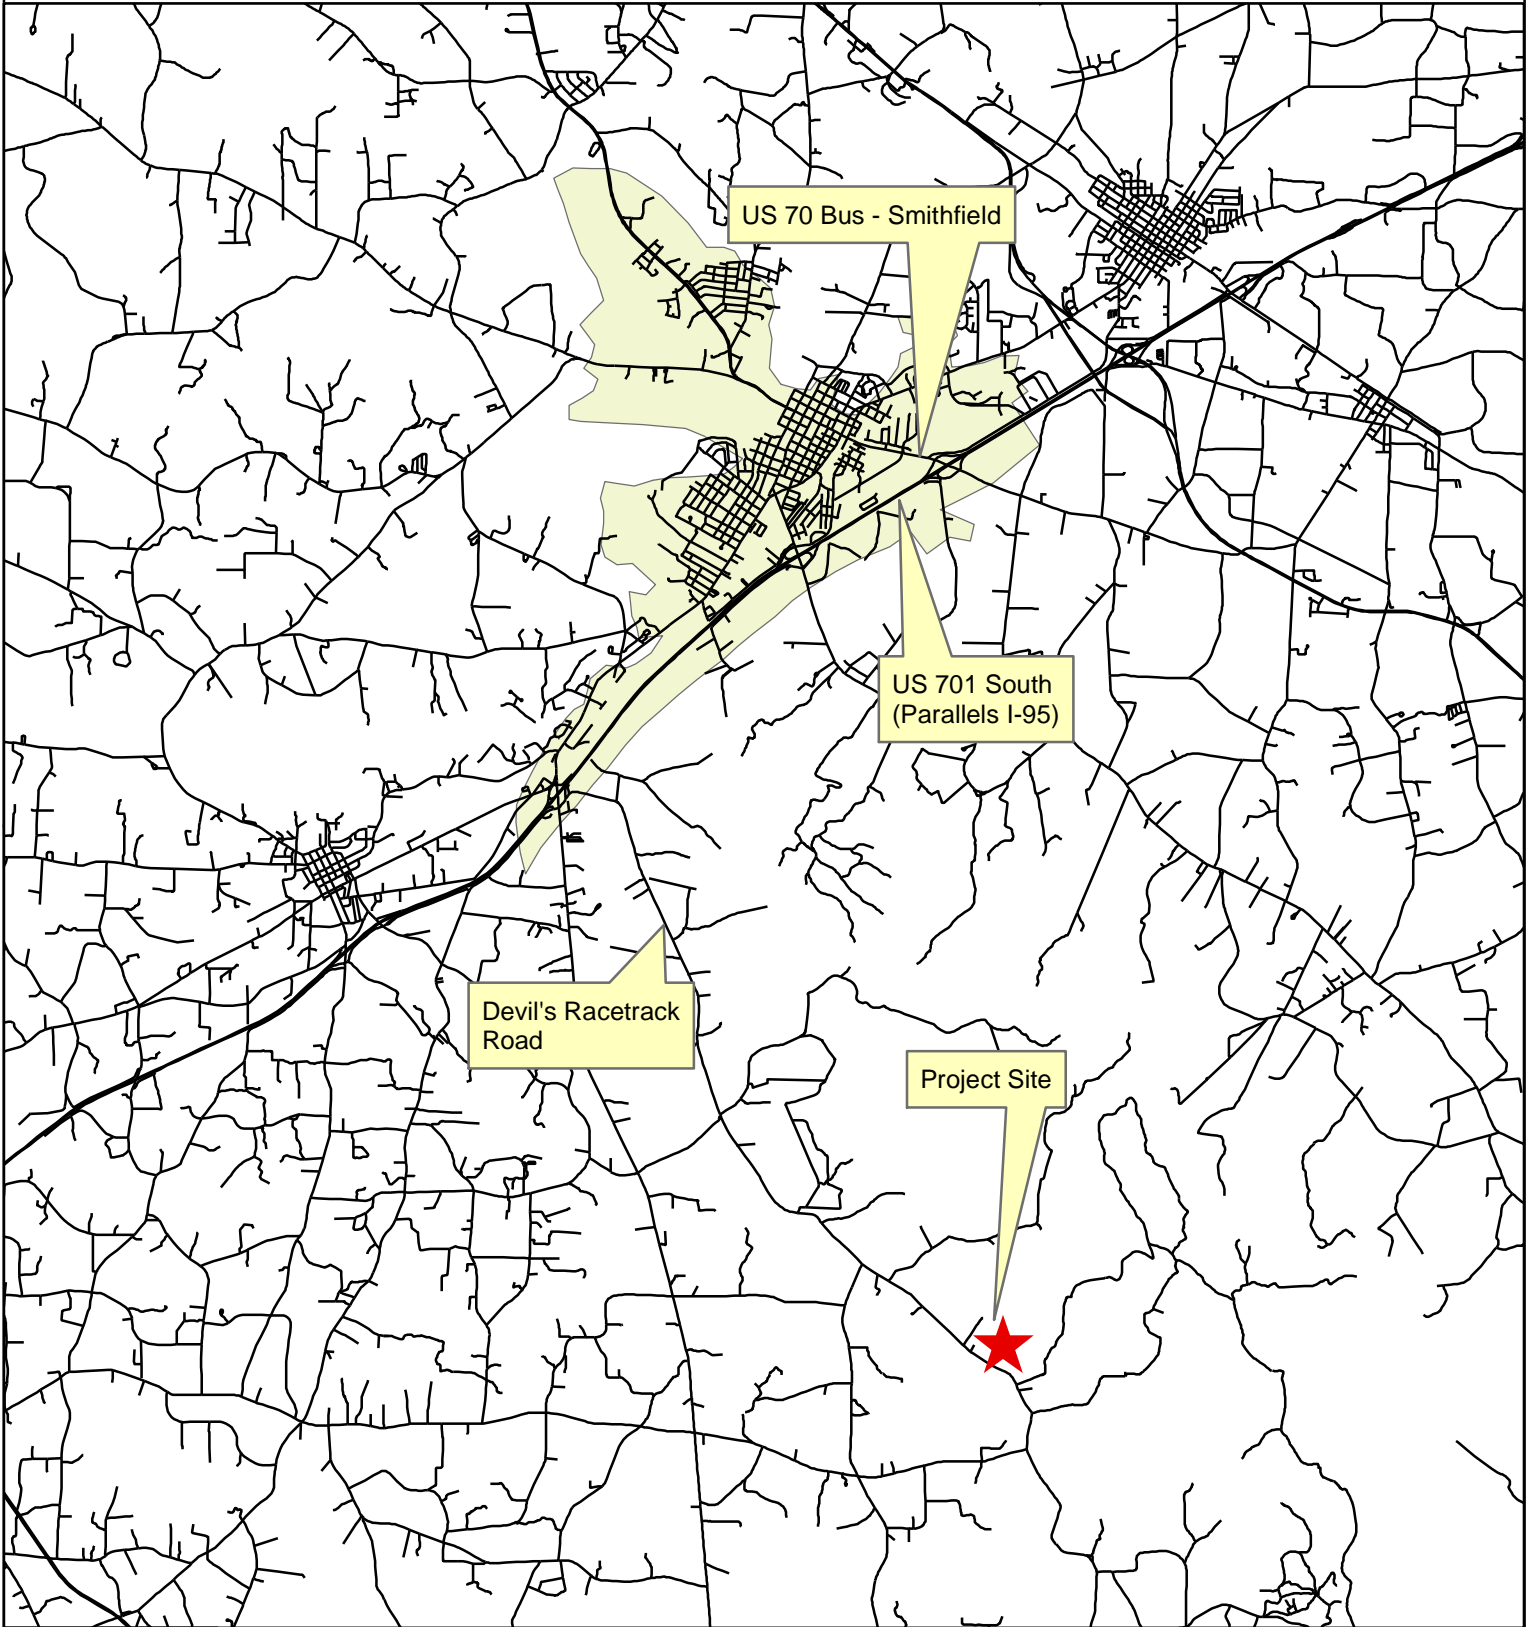 US 70 Bus - Smithfield
US 701 South
(Parallels I-95)
Devil's Racetrack
Road
Project Site